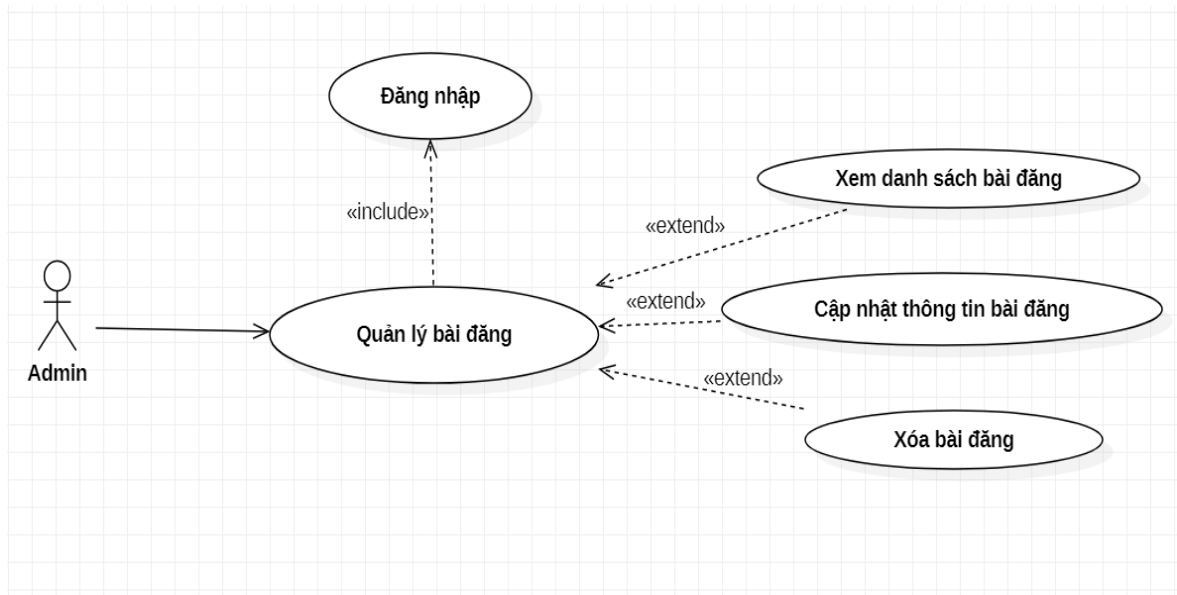 Đăng nhập
Xem danh sách bài đăng
«include»
«extend»
«extend»
Cập nhật thông tin bài đăng
Quản lý bài đăng
Admin
«extend»
Xóa bài đăng